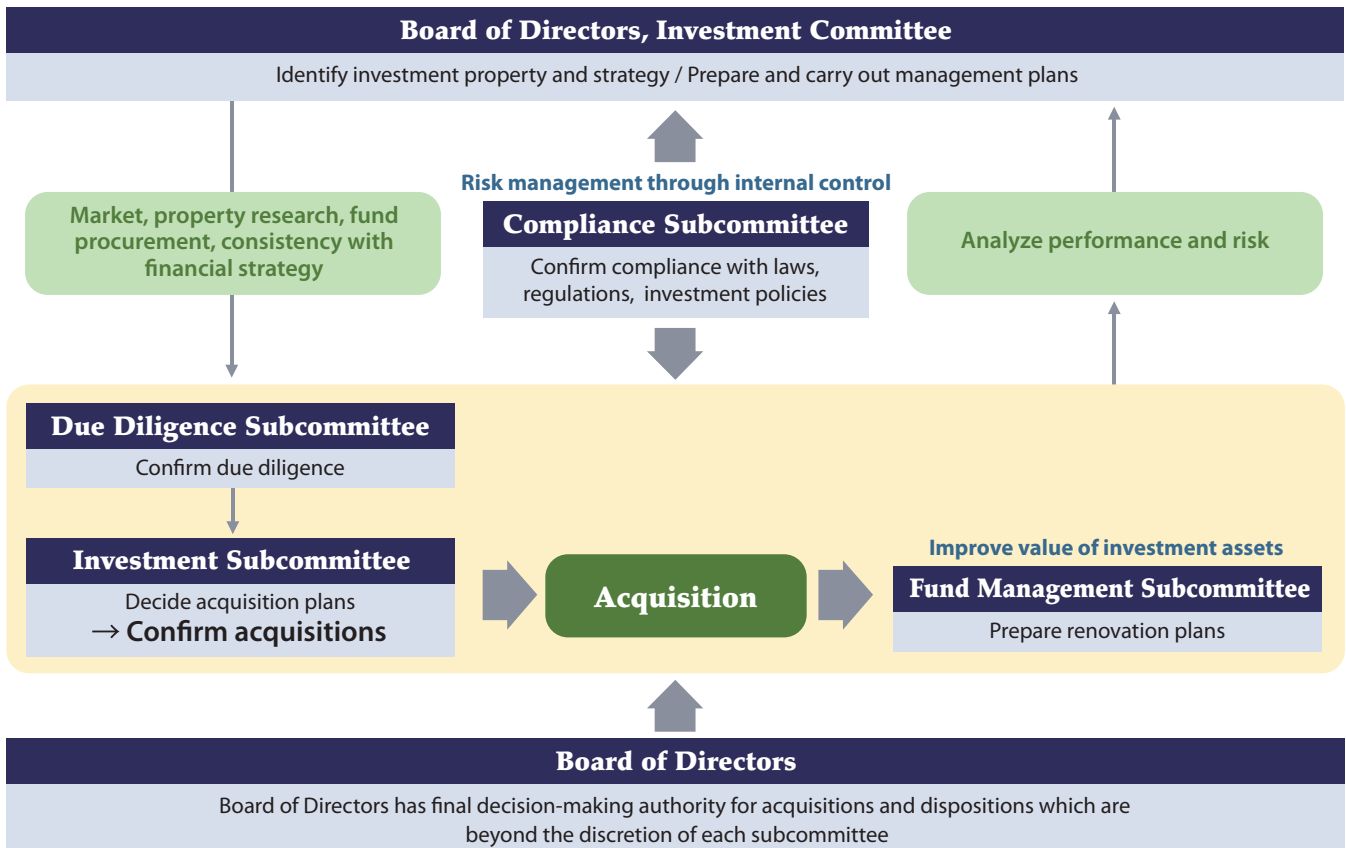 Board of Directors, Investment Committee
Identify investment property and strategy / Prepare and carry out management plans
Market, property research, fund
procurement, consistency with
financial strategy
Risk management through internal control
Compliance Subcommittee
Confirm compliance with laws,
regulations, investment policies
Analyze performance and risk
Due Diligence Subcommittee
Confirm due diligence
Investment Subcommittee
Decide acquisition plans
→ Confirm acquisitions
Acquisition
Improve value of investment assets
Fund Management Subcommittee
Prepare renovation plans
Board of Directors
Board of Directors has final decision-making authority for acquisitions and dispositions which are
beyond the discretion of each subcommittee